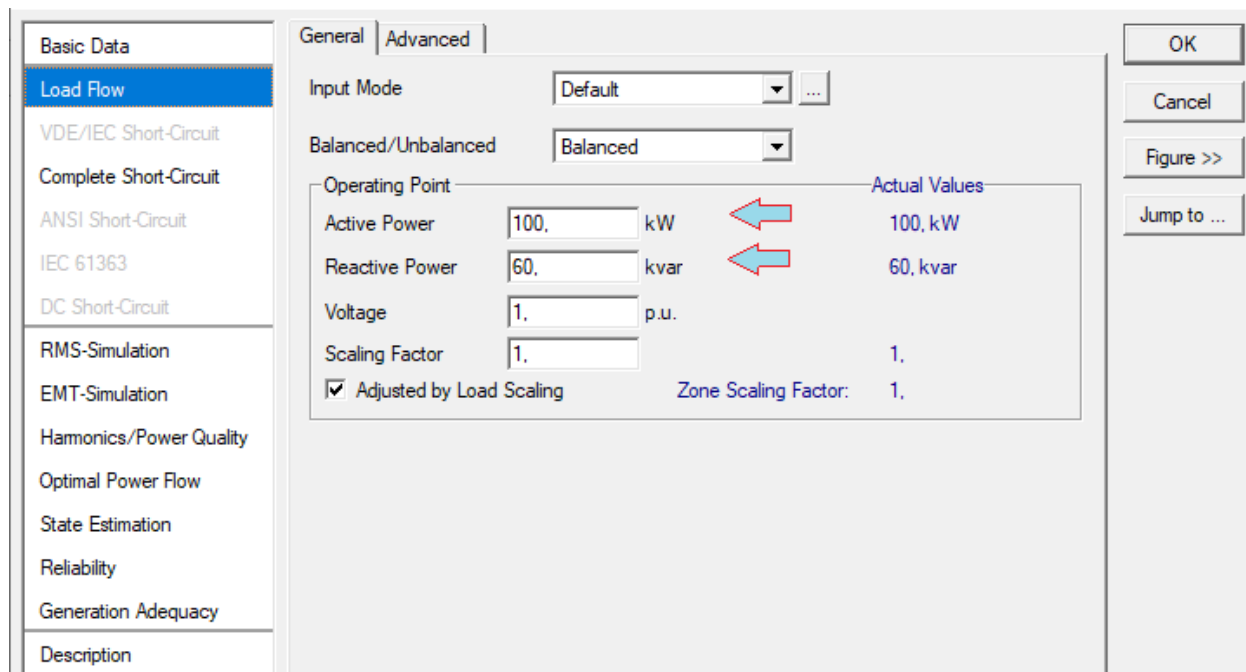 Basic Data
Load Flow
VDE/IEC Short-Circuit
Complete Short-Circuit
ANSI Short-Circuit
IEC 61363
DC Short-Circuit
RMS-Simulation
EMT-Simulation
Harmonics/Power Quality
Optimal Power Flow
State Estimation
Reliability
Generation Adequacy
Description
General Advanced
Input Mode Default ...
Balanced/Unbalanced Balanced
Operating Point Actual Values
Active Power 100, kW 100, kW
Reactive Power 60, kvar 60, kvar
Voltage 1, p.u.
Scaling Factor 1, 1,
Adjusted by Load Scaling Zone Scaling Factor: 1,
OK
Cancel
Figure >>
Jump to ...